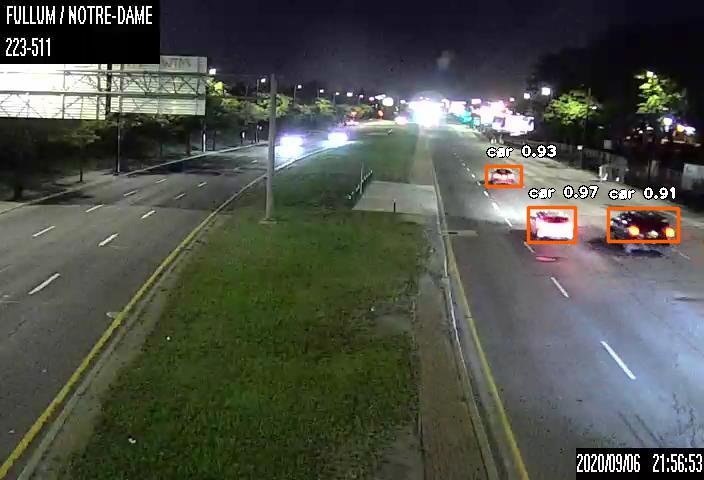 FULLUM / NOTRE-DAME
223-511
car 0.93
car 0.97 car 0.91
2020/09/06 21:56:53